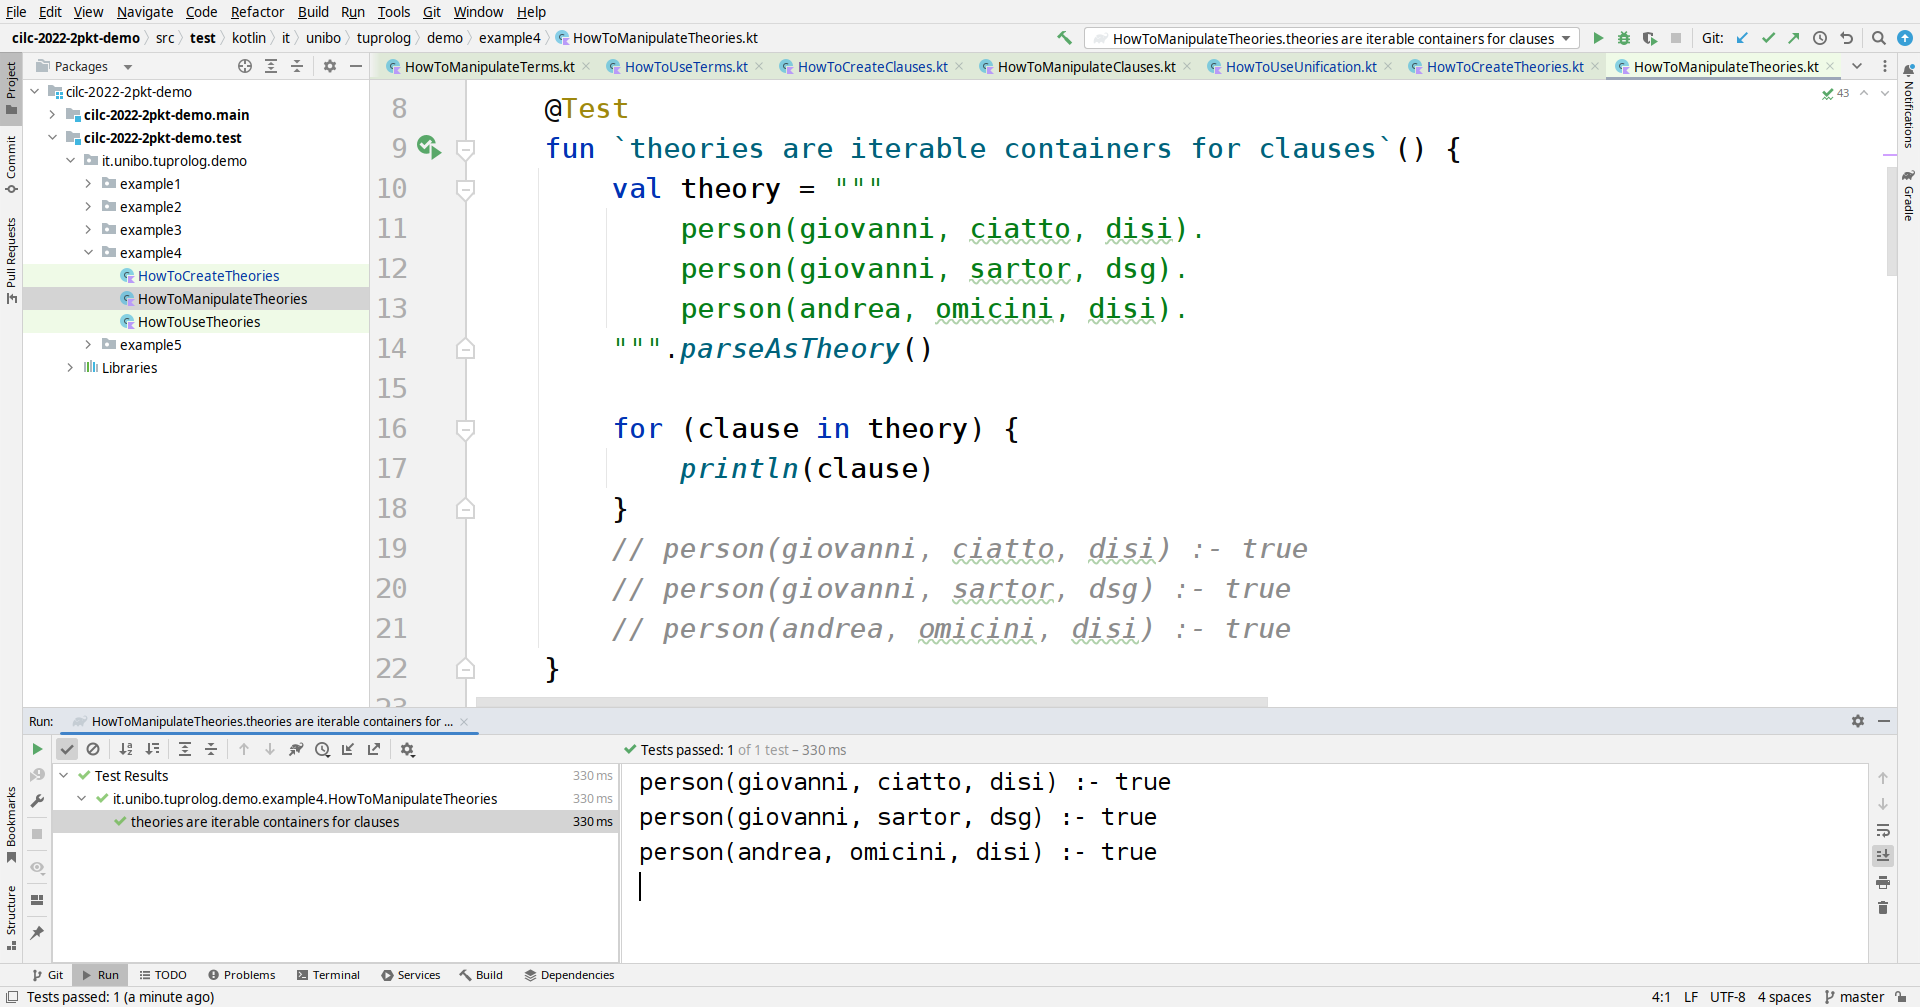 File Edit View Navigate Code Refactor Build Run Tools Git Window Help
cilc-2022-2pkt-demo src test kotlin it unibo tuprolog demo example4 HowToManipulateTheories.kt
HowToManipulateTheories.theories are iterable containers for clauses
Git:
Project
Commit
Pull Requests
Bookmarks
Structure
Packages
HowToManipulateTerms.kt HowToUseTerms.kt HowToCreateClauses.kt HowToManipulateClauses.kt HowToUseUnification.kt HowToCreateTheories.kt HowToManipulateTheories.kt
Notifications
Gradle
cilc-2022-2pkt-demo
cilc-2022-2pkt-demo.main
cilc-2022-2pkt-demo.test
it.unibo.tuprolog.demo
example1
example2
example3
example4
HowToCreateTheories
HowToManipulateTheories
HowToUseTheories
example5
Libraries
43
8 @Test
9 fun `theories are iterable containers for clauses`() {
10 val theory = """
11 person(giovanni, ciatto, disi).
12 person(giovanni, sartor, dsg).
13 person(andrea, omicini, disi).
14 """.parseAsTheory()
15
16 for (clause in theory) {
17 println(clause)
18 }
19 // person(giovanni, ciatto, disi) :- true
20 // person(giovanni, sartor, dsg) :- true
21 // person(andrea, omicini, disi) :- true
22 }
23
Run: HowToManipulateTheories.theories are iterable containers for ...
Tests passed: 1 of 1 test – 330 ms
Test Results 330 ms
it.unibo.tuprolog.demo.example4.HowToManipulateTheories 330 ms
theories are iterable containers for clauses 330 ms
person(giovanni, ciatto, disi) :- true
person(giovanni, sartor, dsg) :- true
person(andrea, omicini, disi) :- true
Git Run TODO Problems Terminal Services Build Dependencies
Tests passed: 1 (a minute ago)
4:1 LF UTF-8 4 spaces master